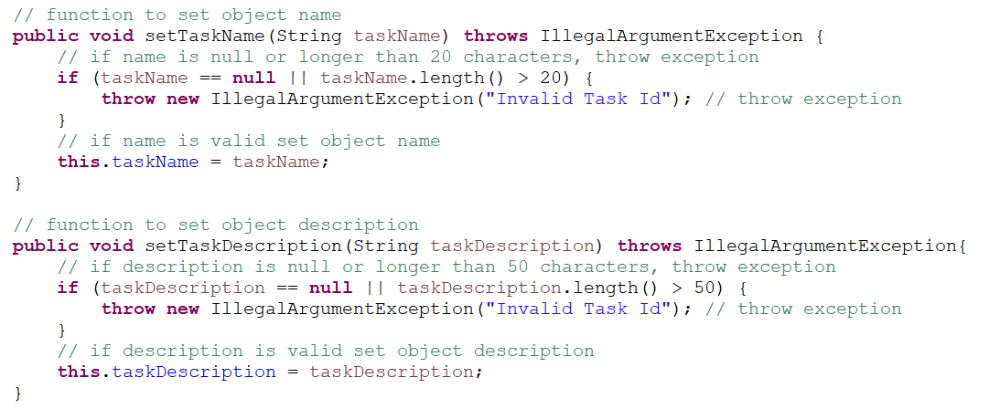 // function to set object name
public void setTaskName(String taskName) throws IllegalArgumentException {
    // if name is null or longer than 20 characters, throw exception
    if (taskName == null || taskName.length() > 20) {
        throw new IllegalArgumentException("Invalid Task Id"); // throw exception
    }
    // if name is valid set object name
    this.taskName = taskName;
}

// function to set object description
public void setTaskDescription(String taskDescription) throws IllegalArgumentException{
    // if description is null or longer than 50 characters, throw exception
    if (taskDescription == null || taskDescription.length() > 50) {
        throw new IllegalArgumentException("Invalid Task Id"); // throw exception
    }
    // if description is valid set object description
    this.taskDescription = taskDescription;
}